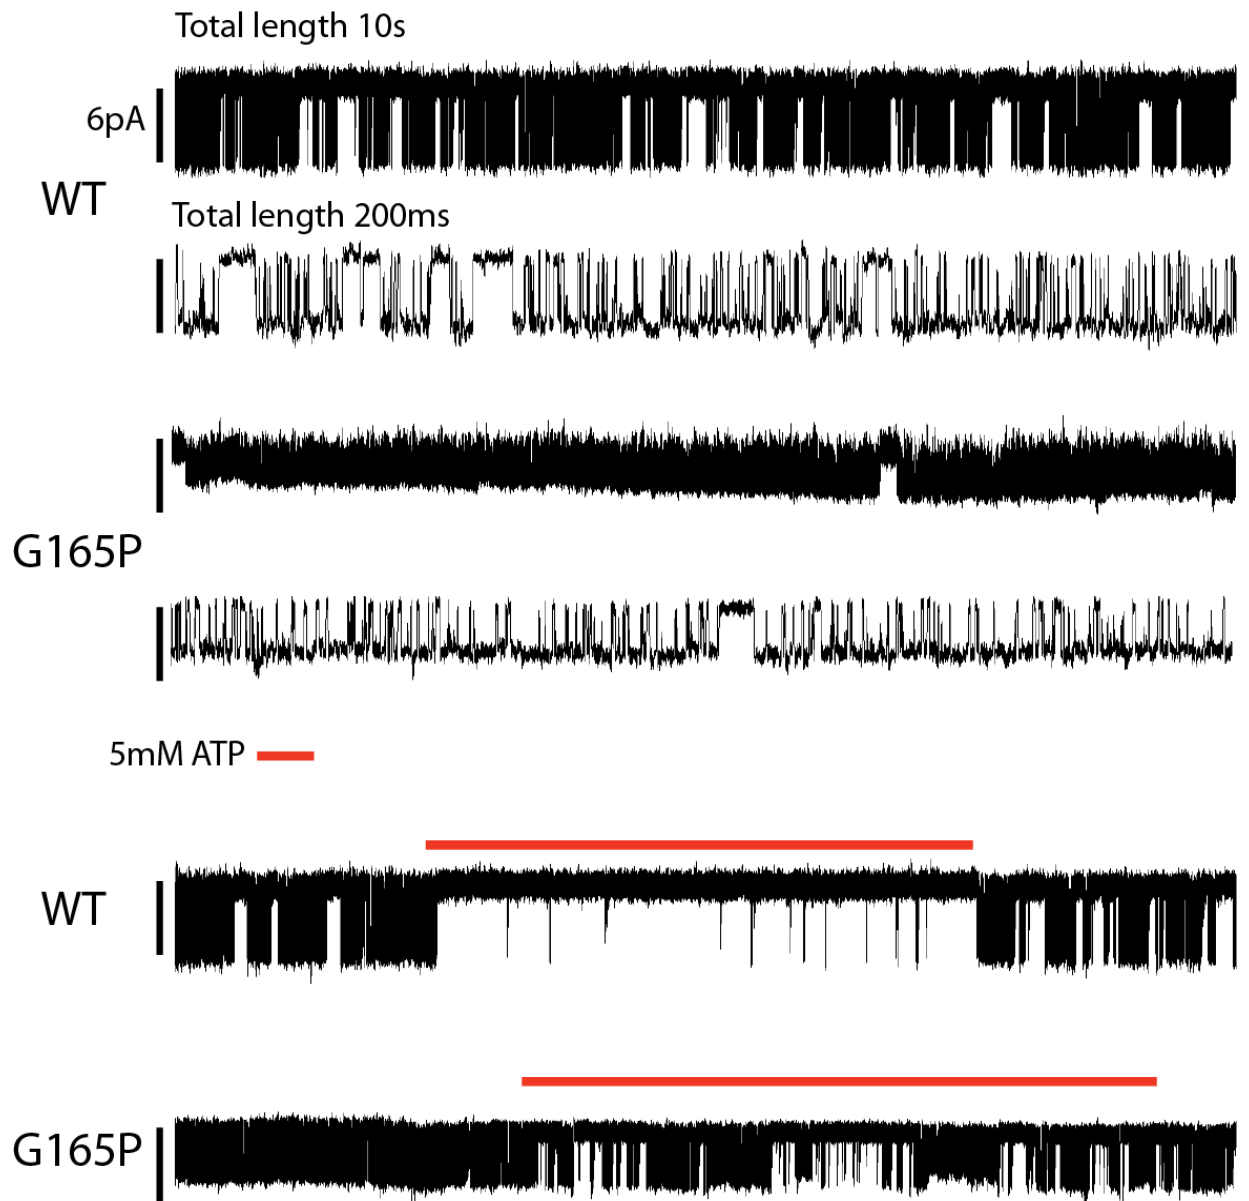 Total length 10s
6pA
WT
Total length 200ms
G165P
5mM ATP
WT
G165P